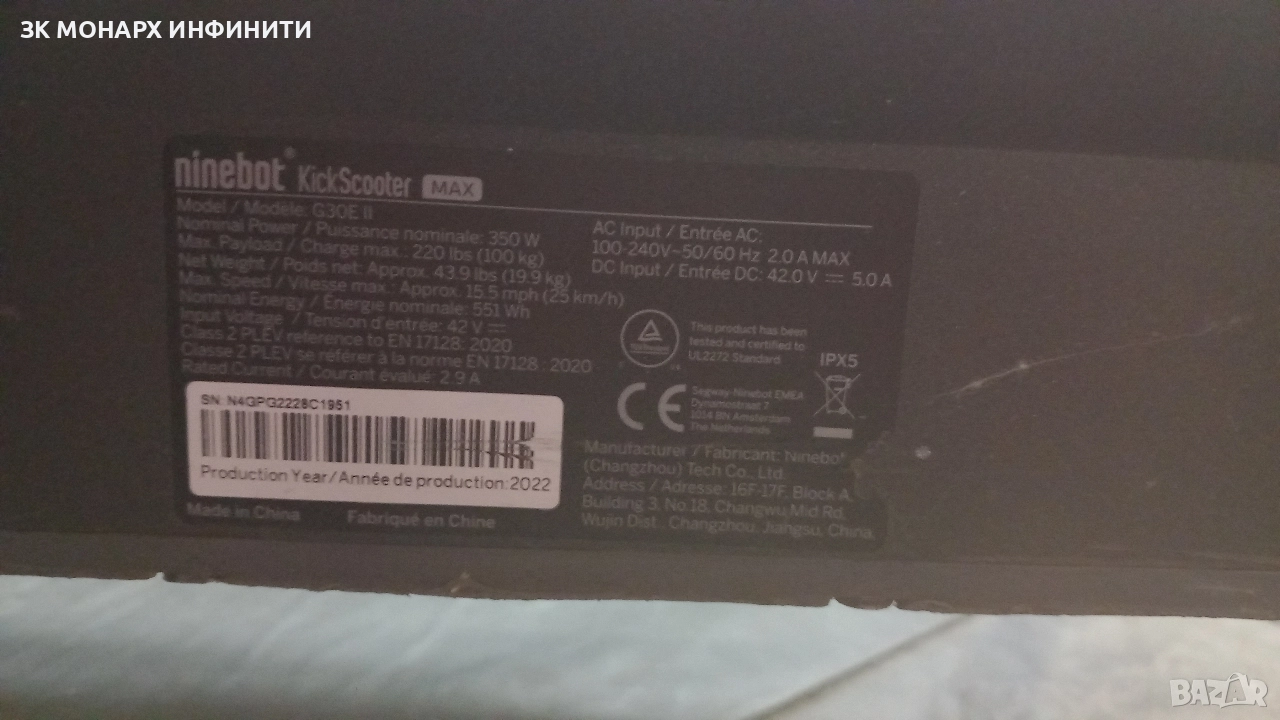 ЗК МОНАРХ ИНФИНИТИ
ninebot® KickScooter MAX
Model / Modèle: G30E II
Nominal Power / Puissance nominale: 350 W
Max. Payload / Charge max.: 220 lbs (100 kg)
Net Weight / Poids net: Approx. 43.9 lbs (19.9 kg)
Max. Speed / Vitesse max.: Approx. 15.5 mph (25 km/h)
Nominal Energy / Énergie nominale: 551 Wh
Input Voltage / Tension d'entrée: 42 V
Class 2 PLEV reference to EN 17128: 2020
Classe 2 PLEV se référer à la norme EN 17128 : 2020
Rated Current / Courant évalué: 2.9 A
AC Input / Entrée AC:
100-240V~50/60 Hz 2.0 A MAX
DC Input / Entrée DC: 42.0 V 5.0 A
This product has been
tested and certified to
UL2272 Standard
IPX5
CE
Segway-Ninebot EMEA
Dynamostraat 7
1014 BN Amsterdam
The Netherlands
SN: N4GPG2228C1951
Production Year/Année de production:2022
Made in China Fabriqué en Chine
Manufacturer / Fabricant: Ninebot
(Changzhou) Tech Co., Ltd.
Address / Adresse: 16F-17F, Block A,
Building 3, No.18, Changwu Mid Rd,
Wujin Dist., Changzhou, Jiangsu, China.
BAZAR